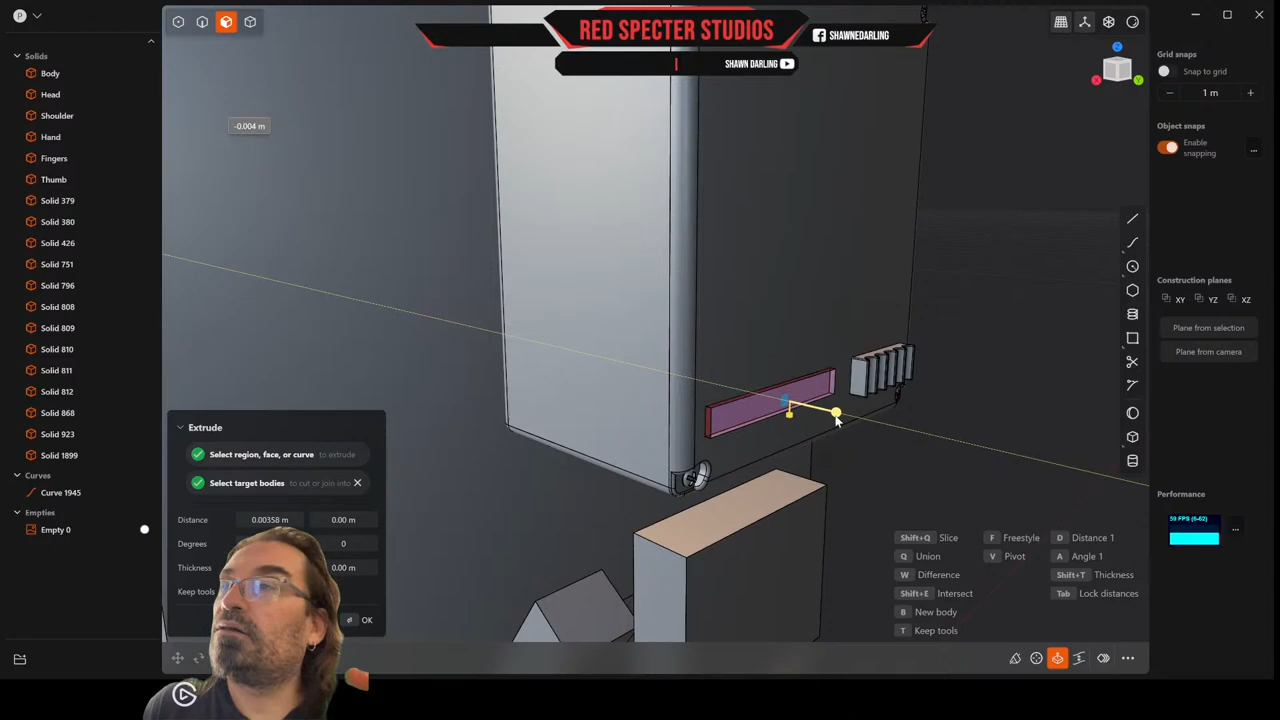 P
RED SPECTER STUDIOS
SHAWNEDARLING
SHAWN DARLING
Solids
Body
Head
Shoulder
Hand
Fingers
Thumb
Solid 379
Solid 380
Solid 426
Solid 751
Solid 796
Solid 808
Solid 809
Solid 810
Solid 811
Solid 812
Solid 868
Solid 923
Solid 1899
Curves
Curve 1945
Empties
Empty 0
-0.004 m
Z
X
Y
Grid snaps
Snap to grid
1 m
Object snaps
Enable snapping
...
Construction planes
XY YZ XZ
Plane from selection
Plane from camera
Performance
59 FPS (6-62)
...
Extrude
Select region, face, or curve to extrude
Select target bodies to cut or join into
Distance 0.00358 m 0.00 m
Degrees 0
Thickness 0.00 m
Keep tools
OK
Shift+Q Slice F Freestyle D Distance 1
Q Union V Pivot A Angle 1
W Difference Shift+T Thickness
Shift+E Intersect Tab Lock distances
B New body
T Keep tools